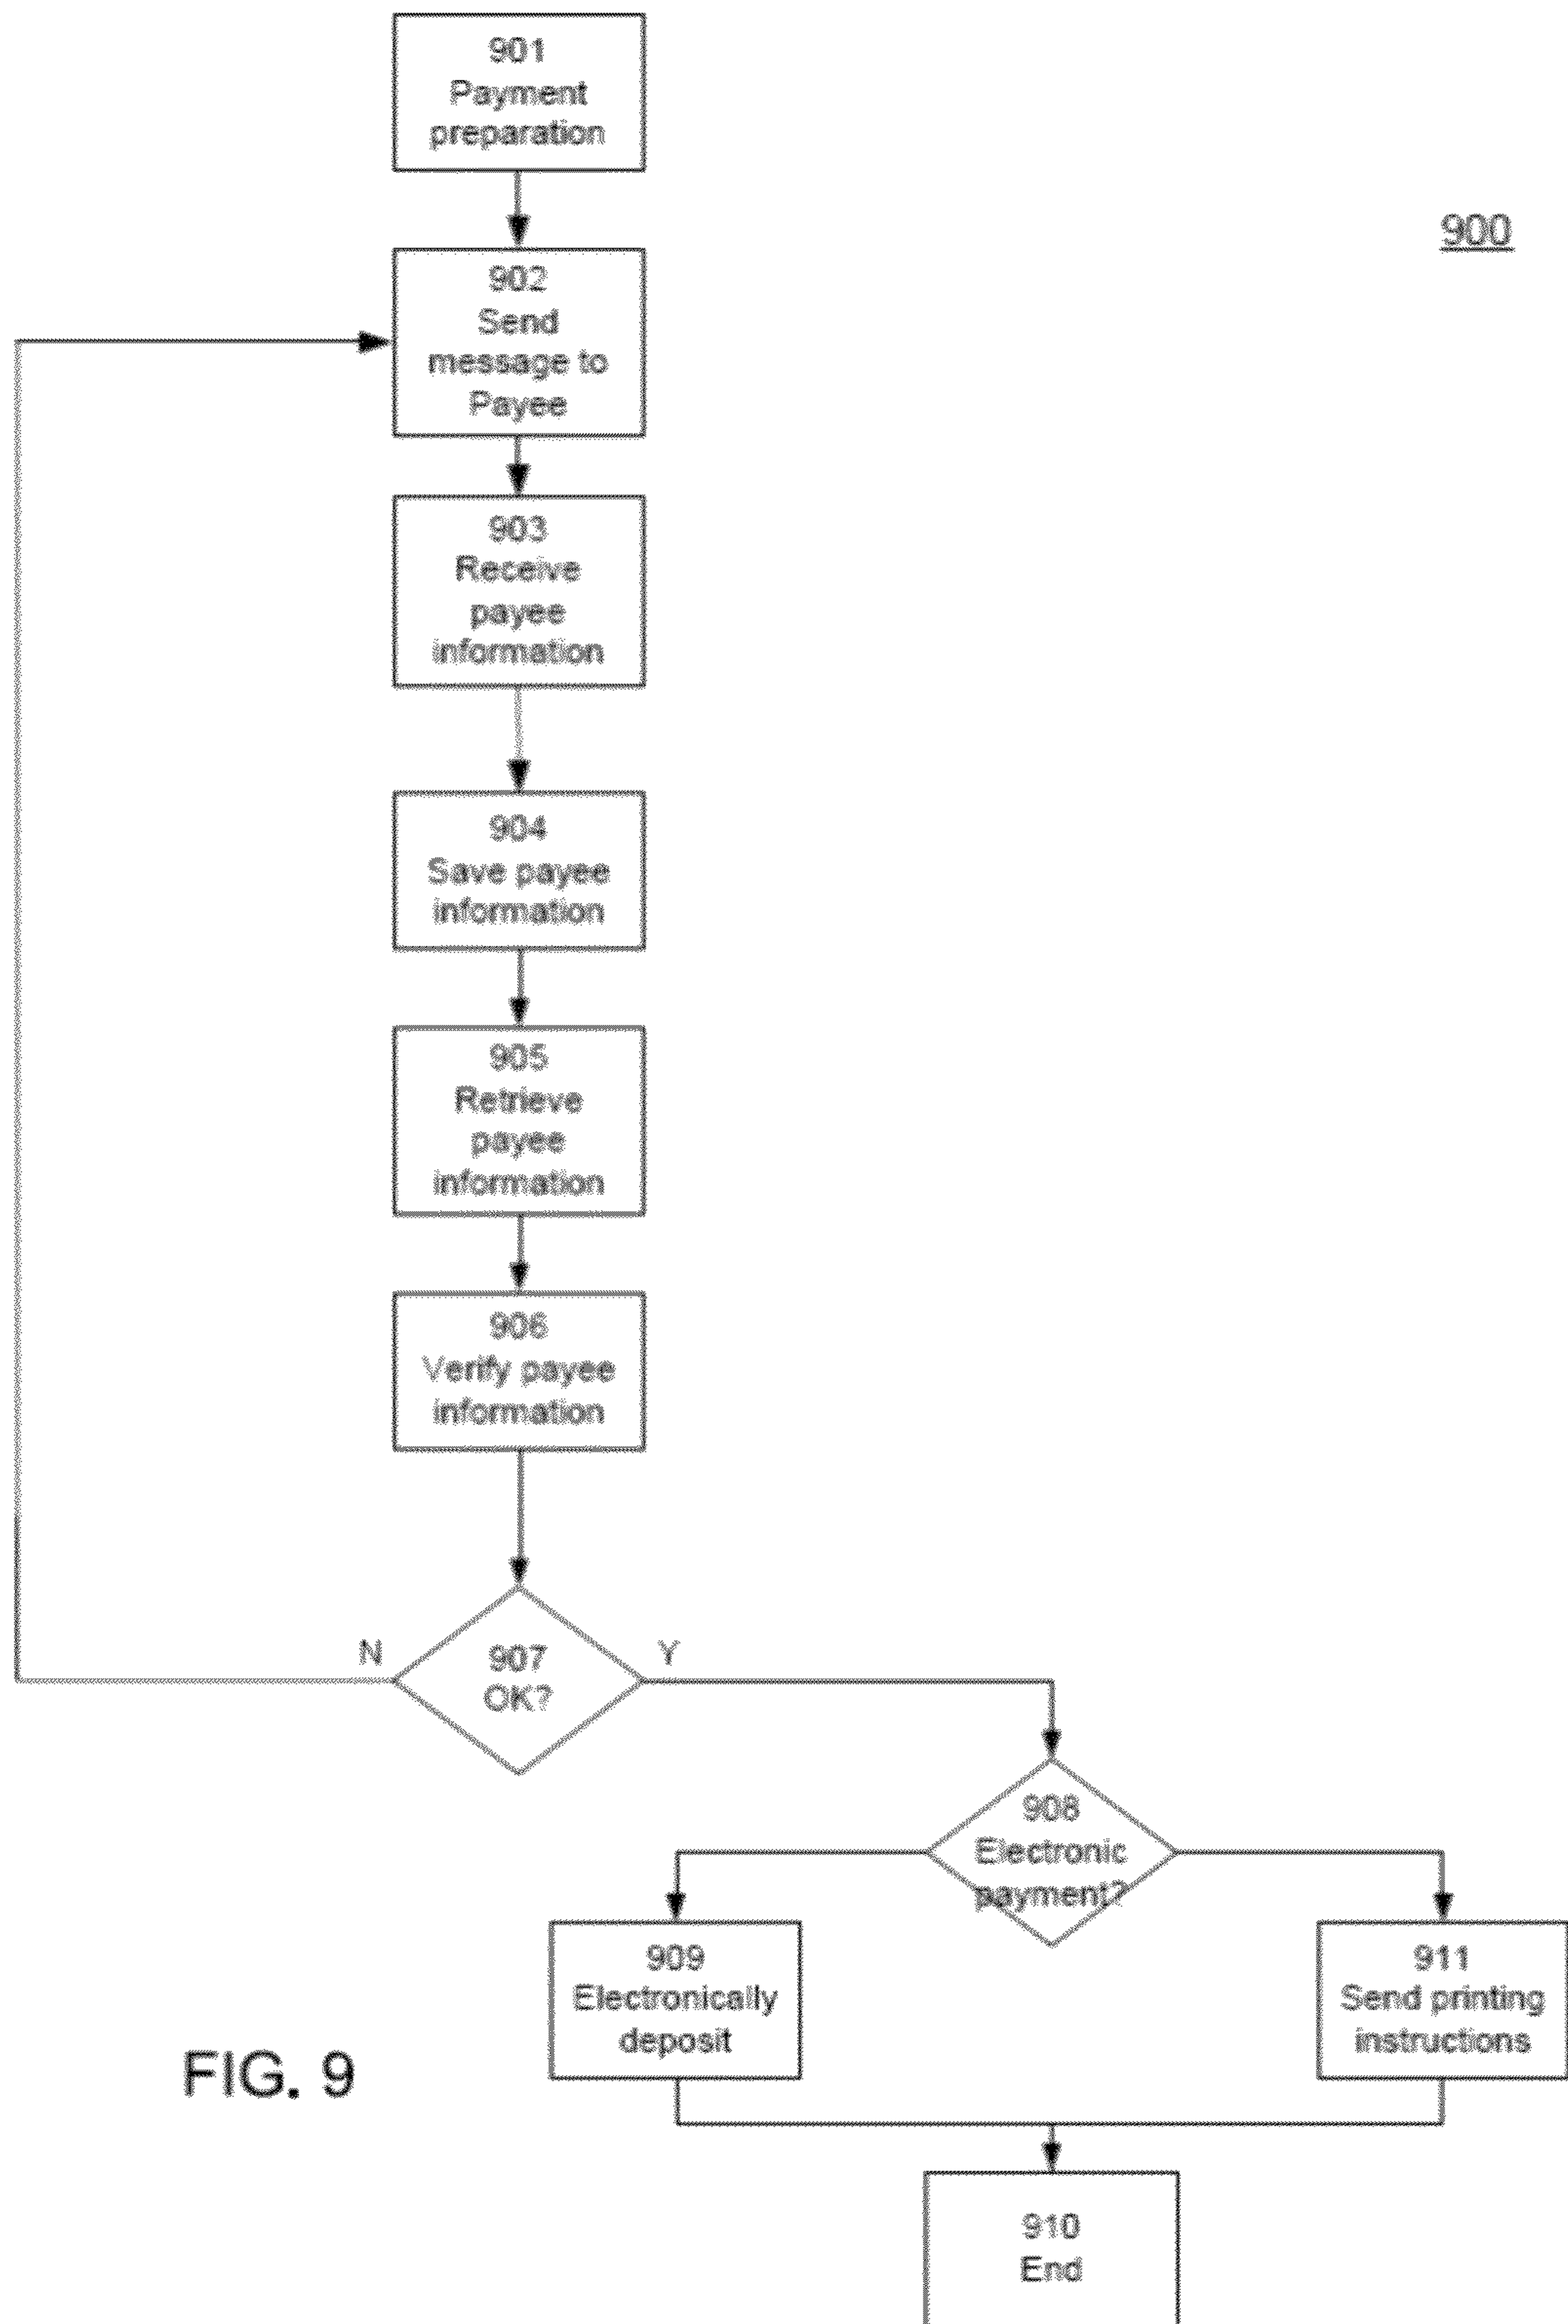 901
Payment
preparation
900
902
Send
message to
Payee
903
Receive
payee
information
904
Save payee
information
905
Retrieve
payee
information
906
Verify payee
information
N
907
OK?
Y
908
Electronic
payment?
909
Electronically
deposit
911
Send printing
instructions
FIG. 9
910
End